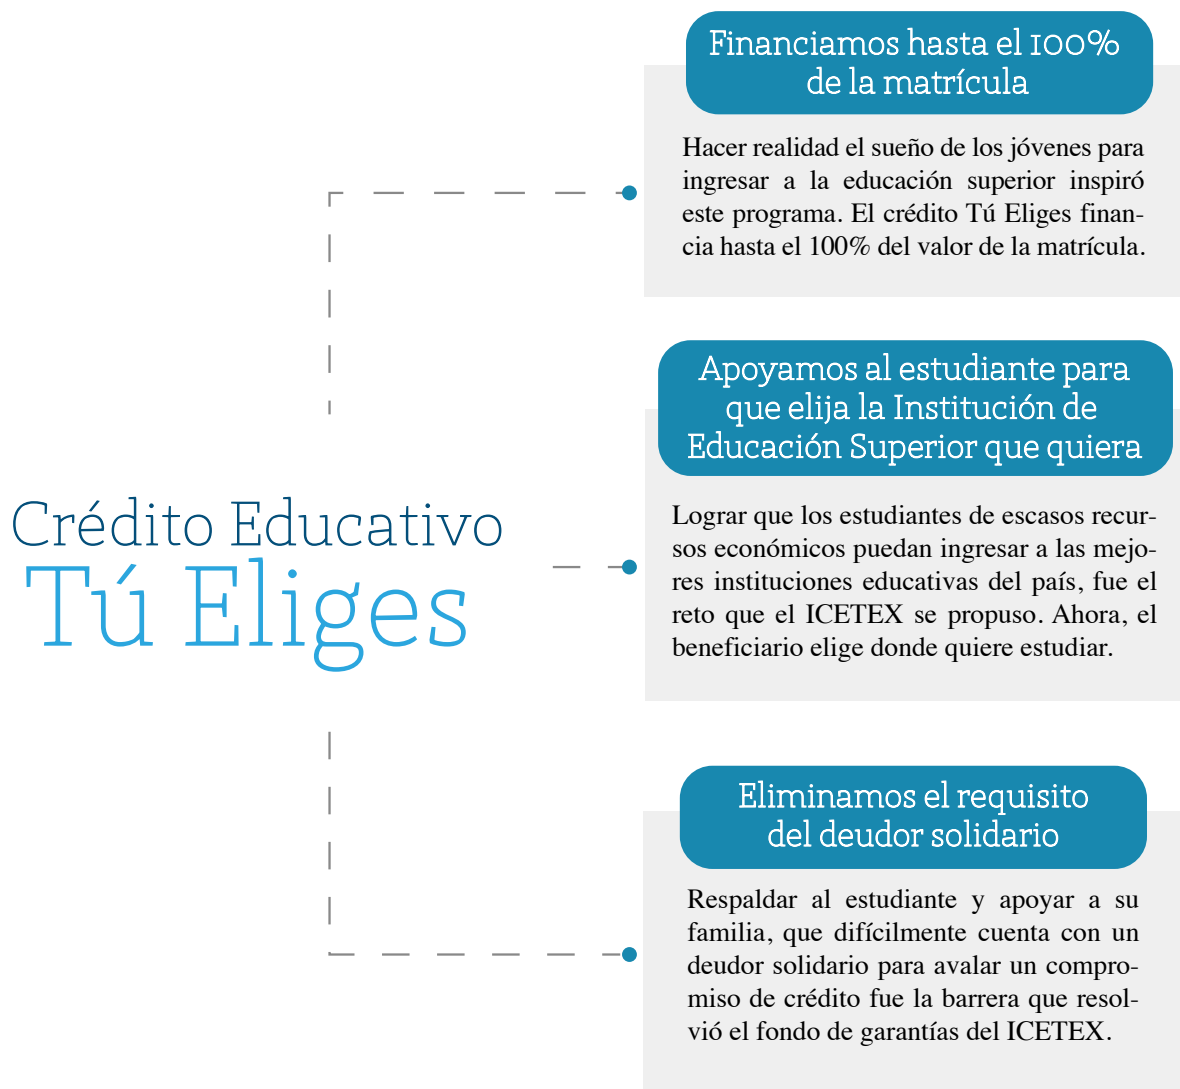 Financiamos hasta el 100%
de la matrícula
Hacer realidad el sueño de los jóvenes para
ingresar a la educación superior inspiró
este programa. El crédito Tú Eliges finan-
cia hasta el 100% del valor de la matrícula.
Apoyamos al estudiante para
que elija la Institución de
Educación Superior que quiera
Lograr que los estudiantes de escasos recur-
sos económicos puedan ingresar a las mejo-
res instituciones educativas del país, fue el
reto que el ICETEX se propuso. Ahora, el
beneficiario elige donde quiere estudiar.
Crédito Educativo
Tú Eliges
Eliminamos el requisito
del deudor solidario
Respaldar al estudiante y apoyar a su
familia, que difícilmente cuenta con un
deudor solidario para avalar un compro-
miso de crédito fue la barrera que resol-
vió el fondo de garantías del ICETEX.